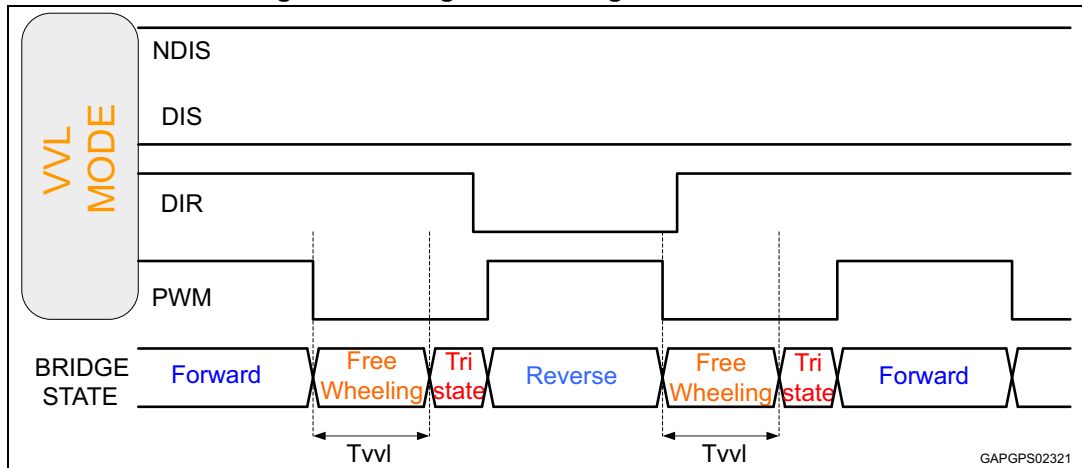 VVL
MODE
NDIS
DIS
DIR
PWM
BRIDGE
STATE
Forward
Free
Wheeling
Tri
state
Reverse
Free
Wheeling
Tri
state
Forward
Tvvl
Tvvl
GAPGPS02321